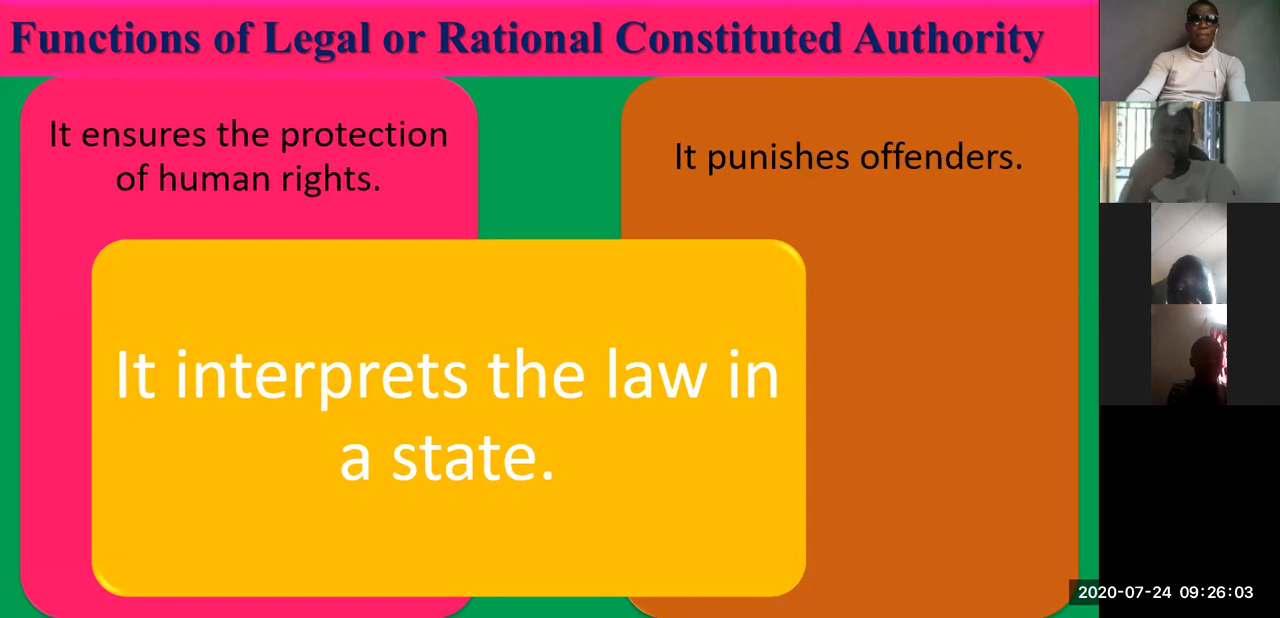 Functions of Legal or Rational Constituted Authority
It ensures the protection
of human rights.
It punishes offenders.
It interprets the law in
a state.
2020-07-24 09:26:03